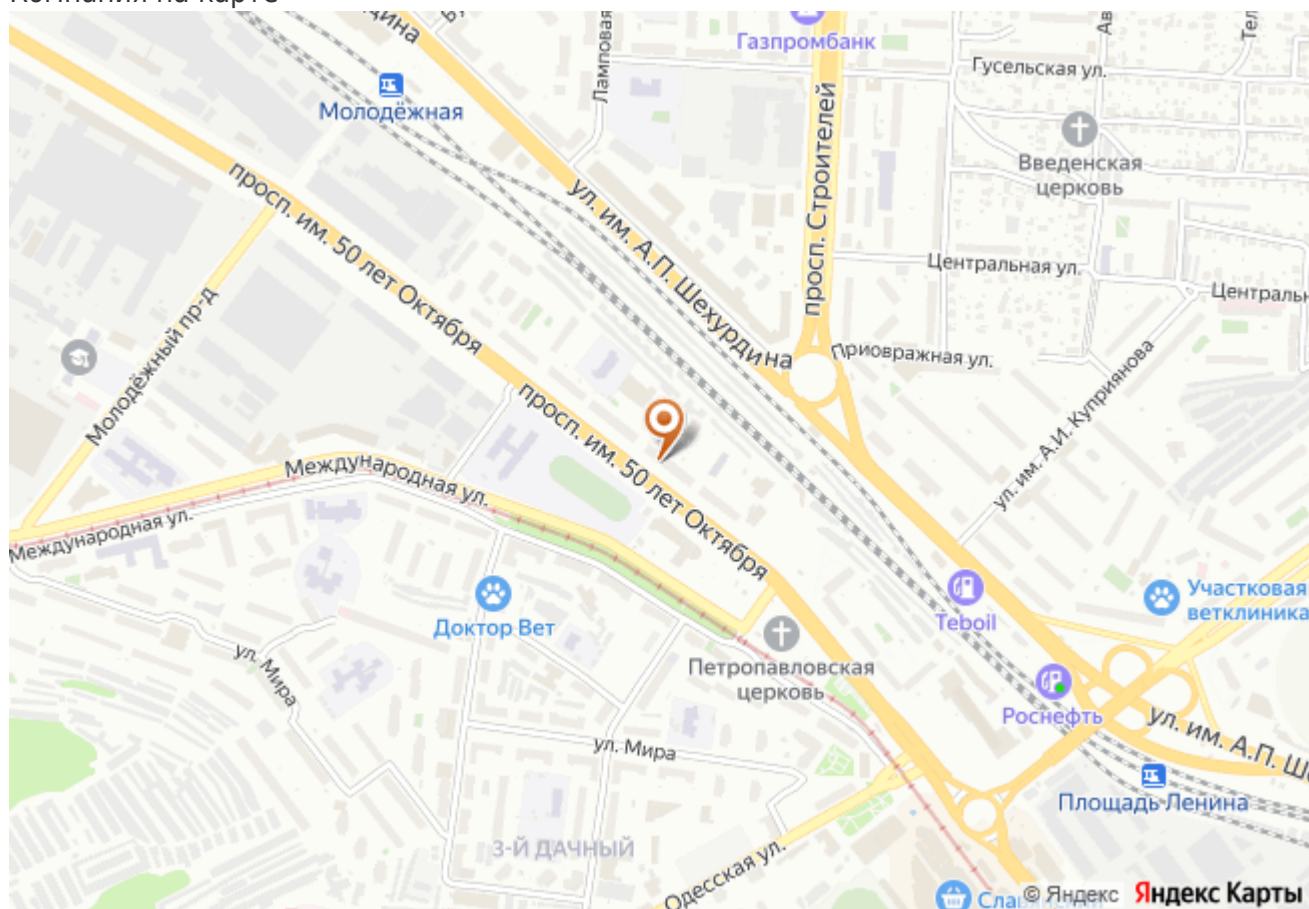 Компания на карте
Газпромбанк
Ламповая
Гусельская ул.
Молодёжная
просп. Строителей
Введенская
церковь
просп. им. 50 лет Октября
ул. им. А.П. Шехурдина
Центральная ул.
Центральн
Молодёжный пр-д
Приовражная ул.
ул. им. А.И. Куприянова
просп. им. 50 лет Октября
Международная ул.
Международная ул.
Участковая
ветклиника
Teboil
Доктор Вет
Петропавловская
церковь
ул. Мира
Роснефть
ул. им. А.П. Ш
ул. Мира
Площадь Ленина
3-Й ДАЧНЫЙ
Одесская ул.
© Яндекс Яндекс Карты